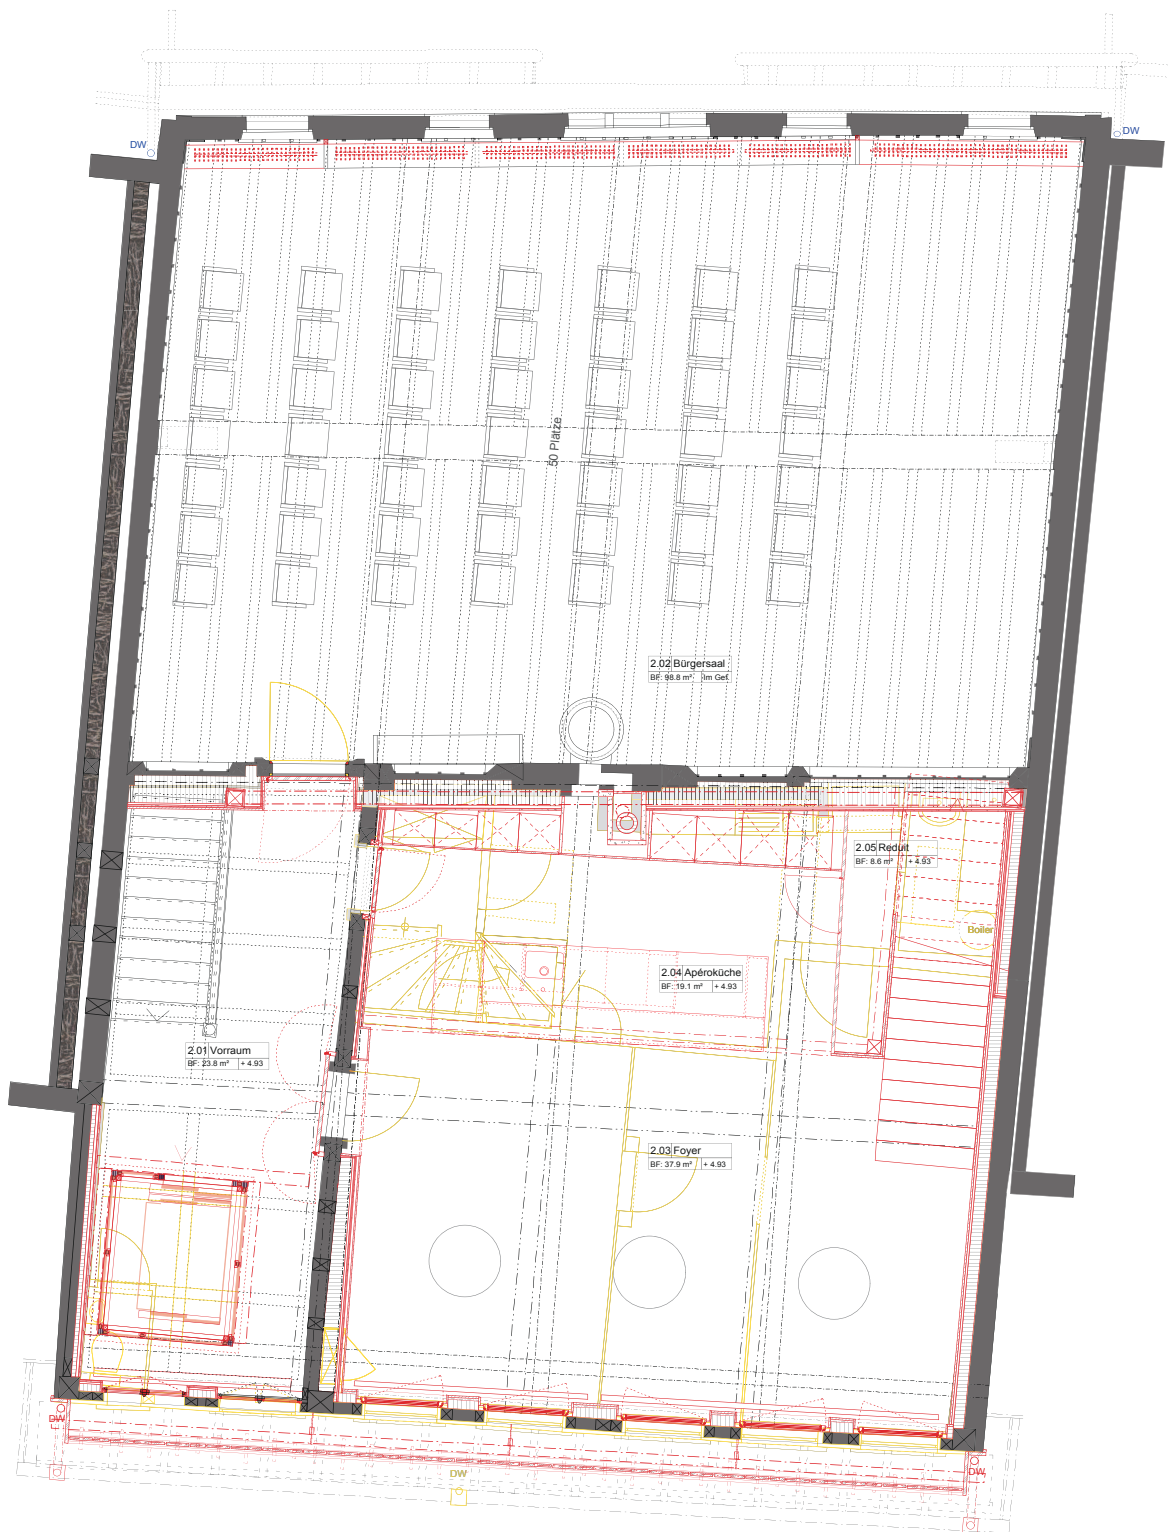 DW
DW
50 Plätze
2.02 Bürgersaal
BF: 98.8 m² Im Gef.
2.05 Reduit
BF: 8.6 m² + 4.93
Boiler
2.04 Apéroküche
BF: 19.1 m² + 4.93
2.01 Vorraum
BF: 23.8 m² + 4.93
2.03 Foyer
BF: 37.9 m² + 4.93
DW
DW
DW